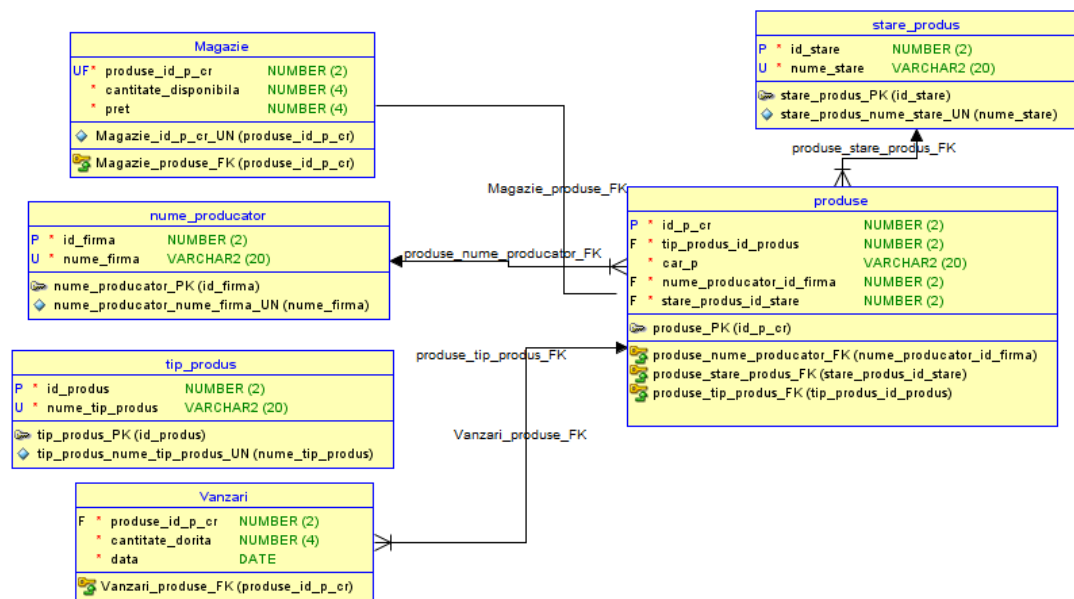 Magazie
UF * produse_id_p_cr NUMBER (2)
* cantitate_disponibila NUMBER (4)
* pret NUMBER (4)
Magazie_id_p_cr_UN (produse_id_p_cr)
Magazie_produse_FK (produse_id_p_cr)
stare_produs
P * id_stare NUMBER (2)
U * nume_stare VARCHAR2 (20)
stare_produs_PK (id_stare)
stare_produs_nume_stare_UN (nume_stare)
produse_stare_produs_FK
Magazie_produse_FK
nume_producator
P * id_firma NUMBER (2)
U * nume_firma VARCHAR2 (20)
nume_producator_PK (id_firma)
nume_producator_nume_firma_UN (nume_firma)
produse_nume_producator_FK
produse
P * id_p_cr NUMBER (2)
F * tip_produs_id_produs NUMBER (2)
* car_p VARCHAR2 (20)
F * nume_producator_id_firma NUMBER (2)
F * stare_produs_id_stare NUMBER (2)
produse_PK (id_p_cr)
produse_nume_producator_FK (nume_producator_id_firma)
produse_stare_produs_FK (stare_produs_id_stare)
produse_tip_produs_FK (tip_produs_id_produs)
produse_tip_produs_FK
tip_produs
P * id_produs NUMBER (2)
U * nume_tip_produs VARCHAR2 (20)
tip_produs_PK (id_produs)
tip_produs_nume_tip_produs_UN (nume_tip_produs)
Vanzari_produse_FK
Vanzari
F * produse_id_p_cr NUMBER (2)
* cantitate_dorita NUMBER (4)
* data DATE
Vanzari_produse_FK (produse_id_p_cr)